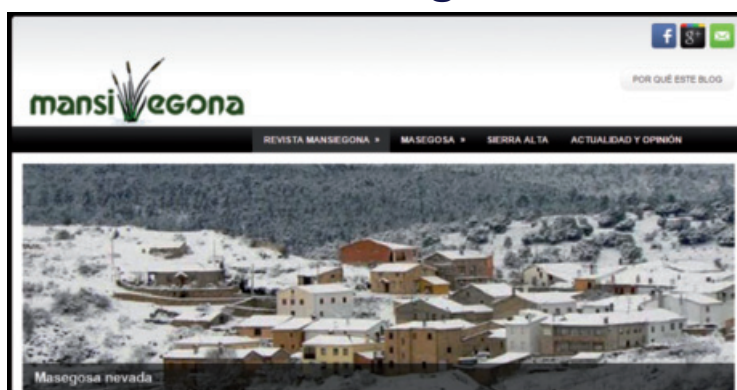 POR QUÉ ESTE BLOG
mansiegona
REVISTA MANSIEGONA » MASEGOSA » SIERRA ALTA ACTUALIDAD Y OPINIÓN
Masegosa nevada